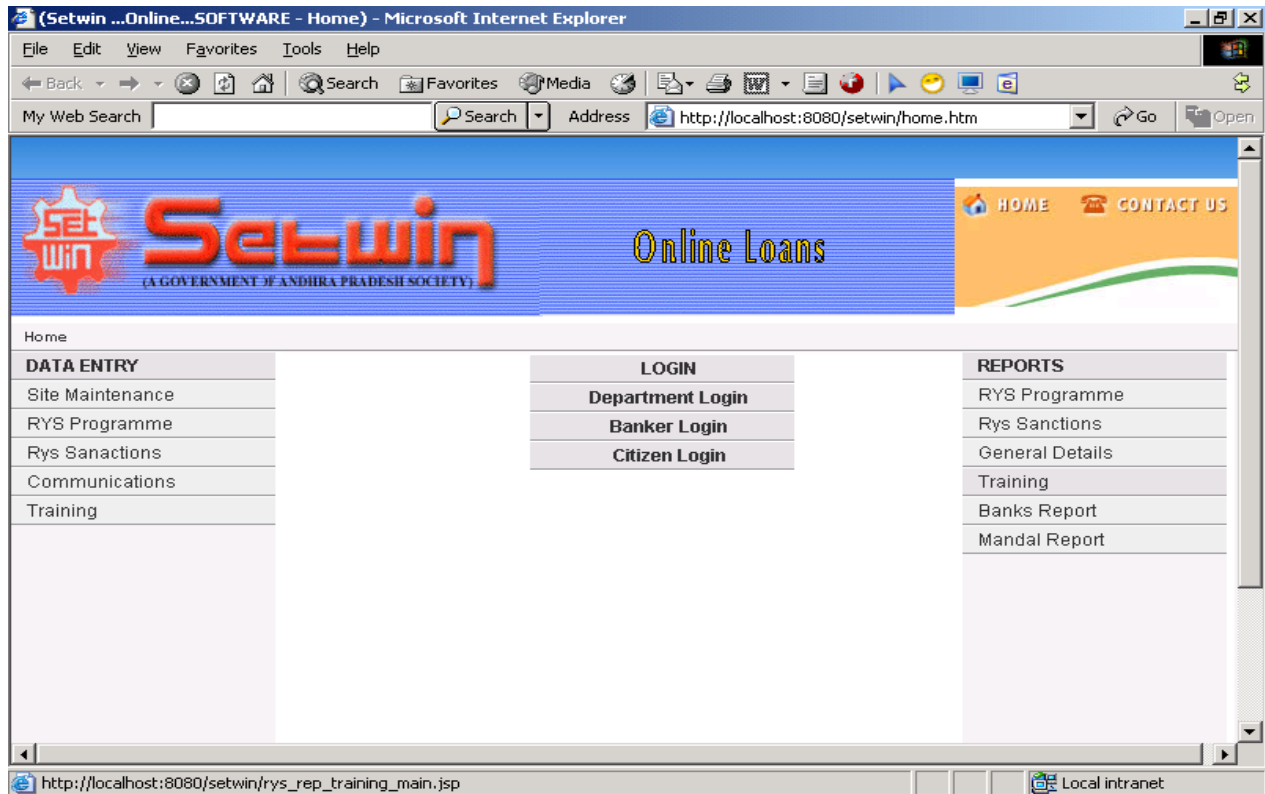 (Setwin ...Online...SOFTWARE - Home) - Microsoft Internet Explorer
File Edit View Favorites Tools Help
Back Search Favorites Media
My Web Search Search Address http://localhost:8080/setwin/home.htm Go Open
SET WIN
Setwin
(A GOVERNMENT OF ANDHRA PRADESH SOCIETY)
Online Loans
HOME CONTACT US
Home
DATA ENTRY
Site Maintenance
RYS Programme
Rys Sanactions
Communications
Training
LOGIN
Department Login
Banker Login
Citizen Login
REPORTS
RYS Programme
Rys Sanctions
General Details
Training
Banks Report
Mandal Report
http://localhost:8080/setwin/rys_rep_training_main.jsp Local intranet